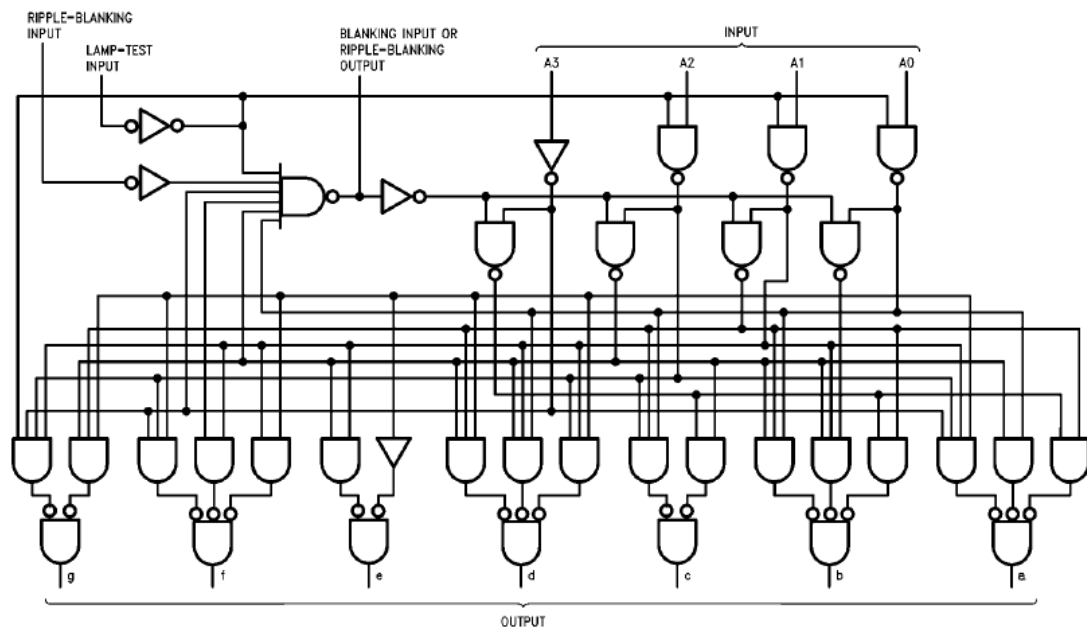 RIPPLE-BLANKING
INPUT
LAMP-TEST
INPUT
BLANKING INPUT OR
RIPPLE-BLANKING
OUTPUT
INPUT
A3
A2
A1
A0
g
f
e
d
c
b
a
OUTPUT